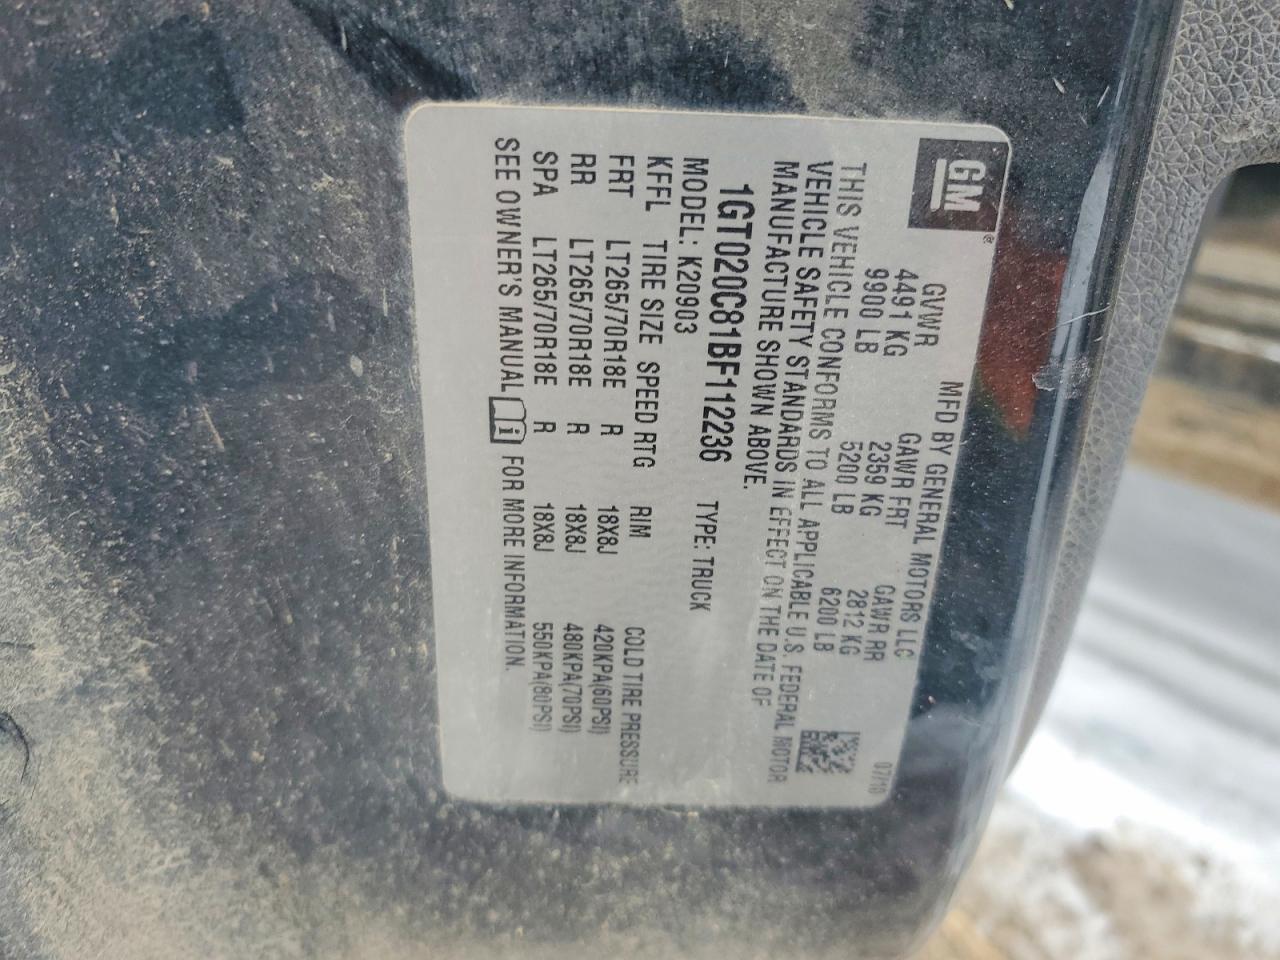 GM®
MFD BY GENERAL MOTORS LLC 07/10
GVWR GAWR FRT GAWR RR
4491 KG 2359 KG 2812 KG
9900 LB 5200 LB 6200 LB
THIS VEHICLE CONFORMS TO ALL APPLICABLE U.S. FEDERAL MOTOR
VEHICLE SAFETY STANDARDS IN EFFECT ON THE DATE OF
MANUFACTURE SHOWN ABOVE.
1GT020C81BF112236 TYPE: TRUCK
MODEL: K20903
KFFL TIRE SIZE SPEED RTG RIM COLD TIRE PRESSURE
FRT LT265/70R18E R 18X8J 420KPA(60PSI)
RR LT265/70R18E R 18X8J 480KPA(70PSI)
SPA LT265/70R18E R 18X8J 550KPA(80PSI)
SEE OWNER'S MANUAL i FOR MORE INFORMATION.